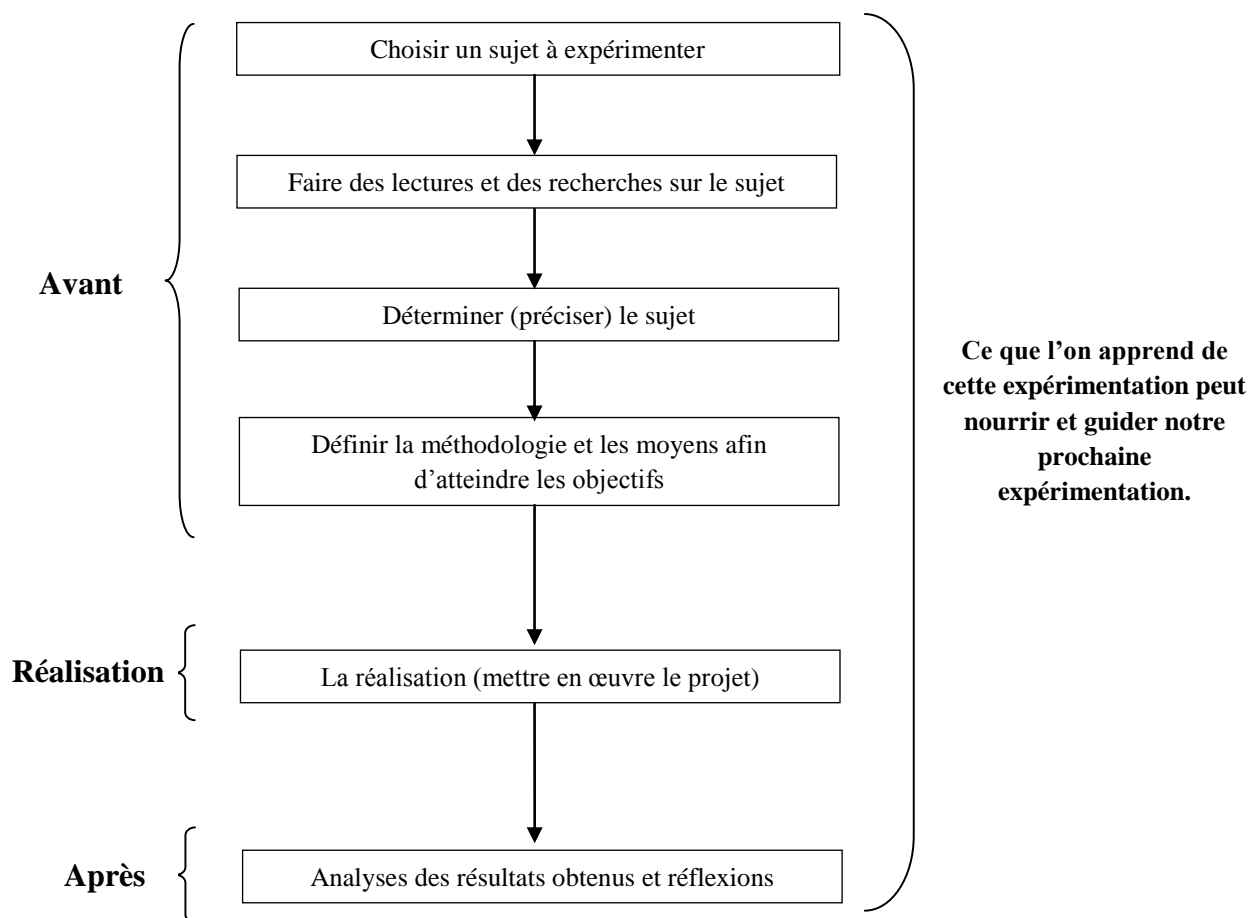 Choisir un sujet à expérimenter
Faire des lectures et des recherches sur le sujet
Avant
Déterminer (préciser) le sujet
Définir la méthodologie et les moyens afin
d’atteindre les objectifs
Ce que l’on apprend de
cette expérimentation peut
nourrir et guider notre
prochaine
expérimentation.
Réalisation
La réalisation (mettre en œuvre le projet)
Après
Analyses des résultats obtenus et réflexions